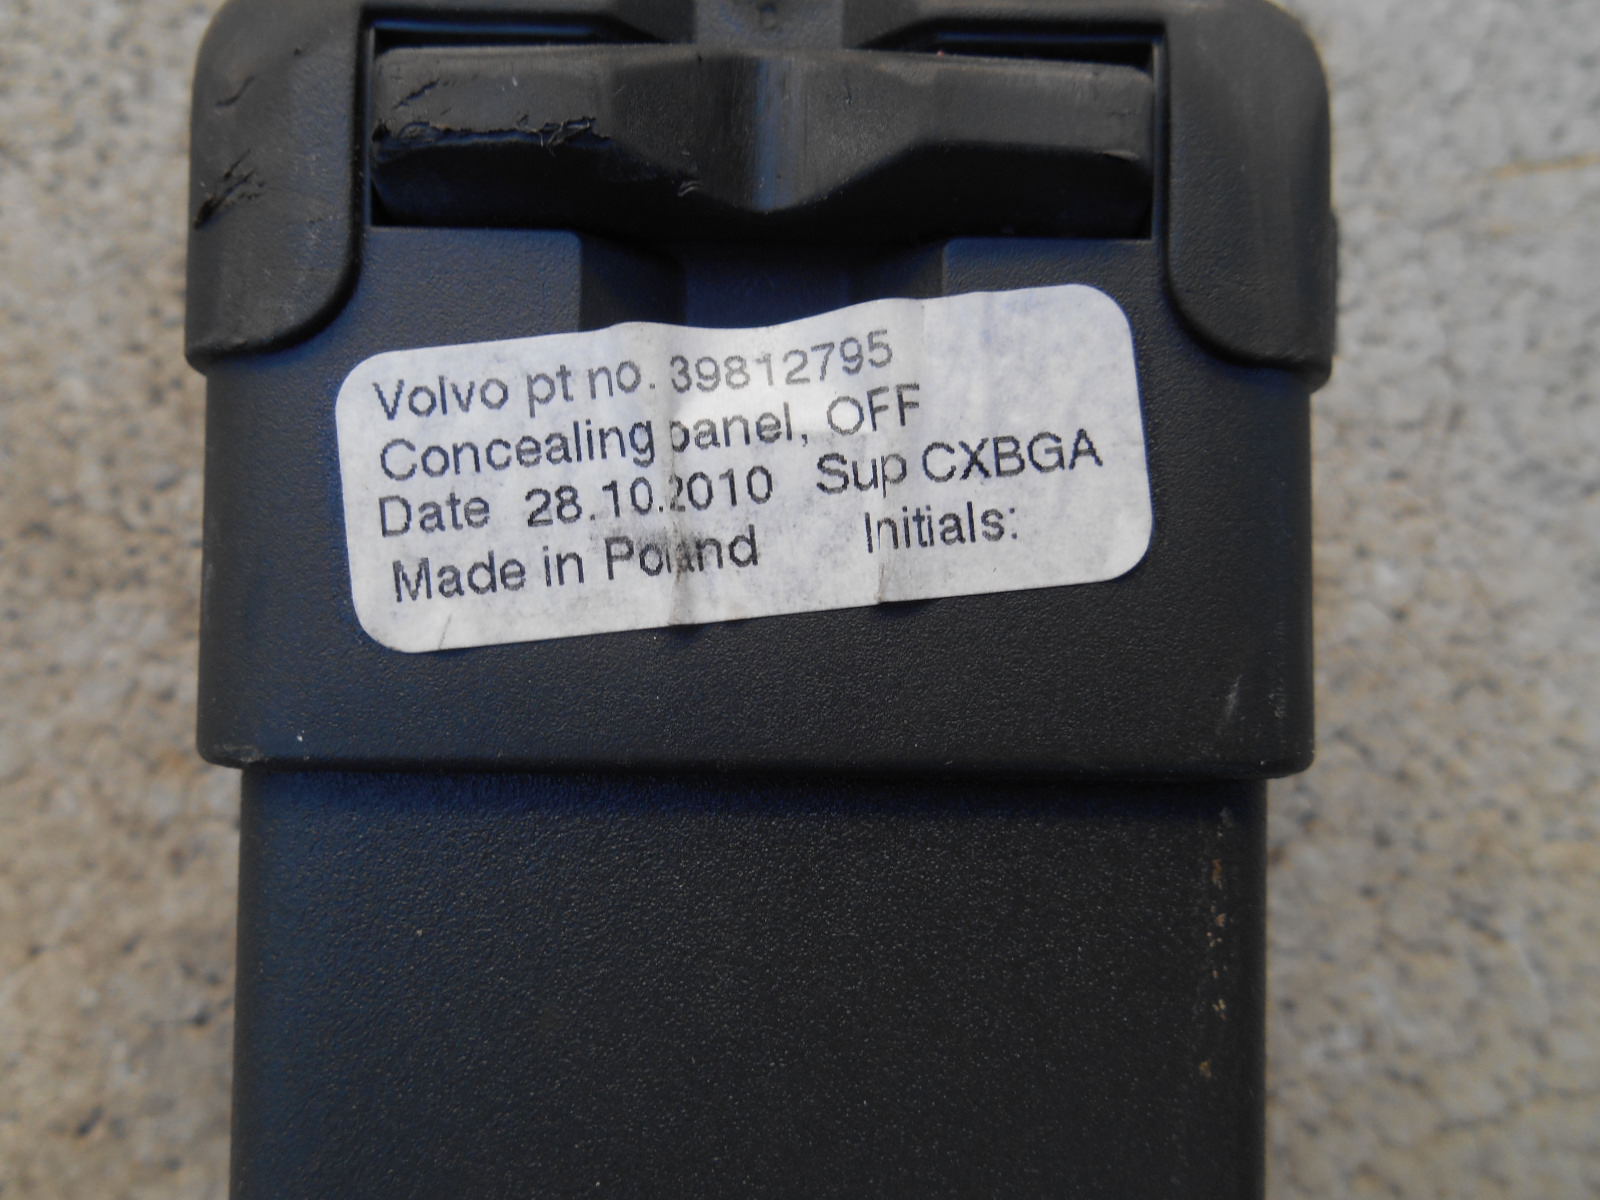 Volvo pt no. 39812795
Concealing panel, OFF
Date 28.10.2010 Sup CXBGA
Made in Poland Initials: